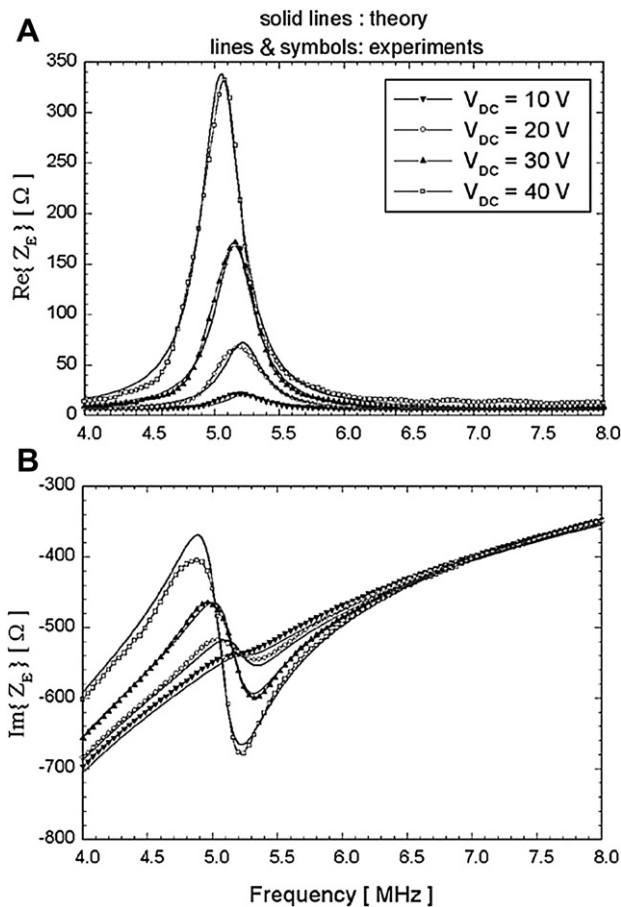 A
solid lines : theory
lines & symbols: experiments
Re{ Z_E } [ Ω ]
350
300
250
200
150
100
50
0
V_DC = 10 V
V_DC = 20 V
V_DC = 30 V
V_DC = 40 V
4.0 4.5 5.0 5.5 6.0 6.5 7.0 7.5 8.0
B
Im{ Z_E } [ Ω ]
-300
-400
-500
-600
-700
-800
4.0 4.5 5.0 5.5 6.0 6.5 7.0 7.5 8.0
Frequency [ MHz ]